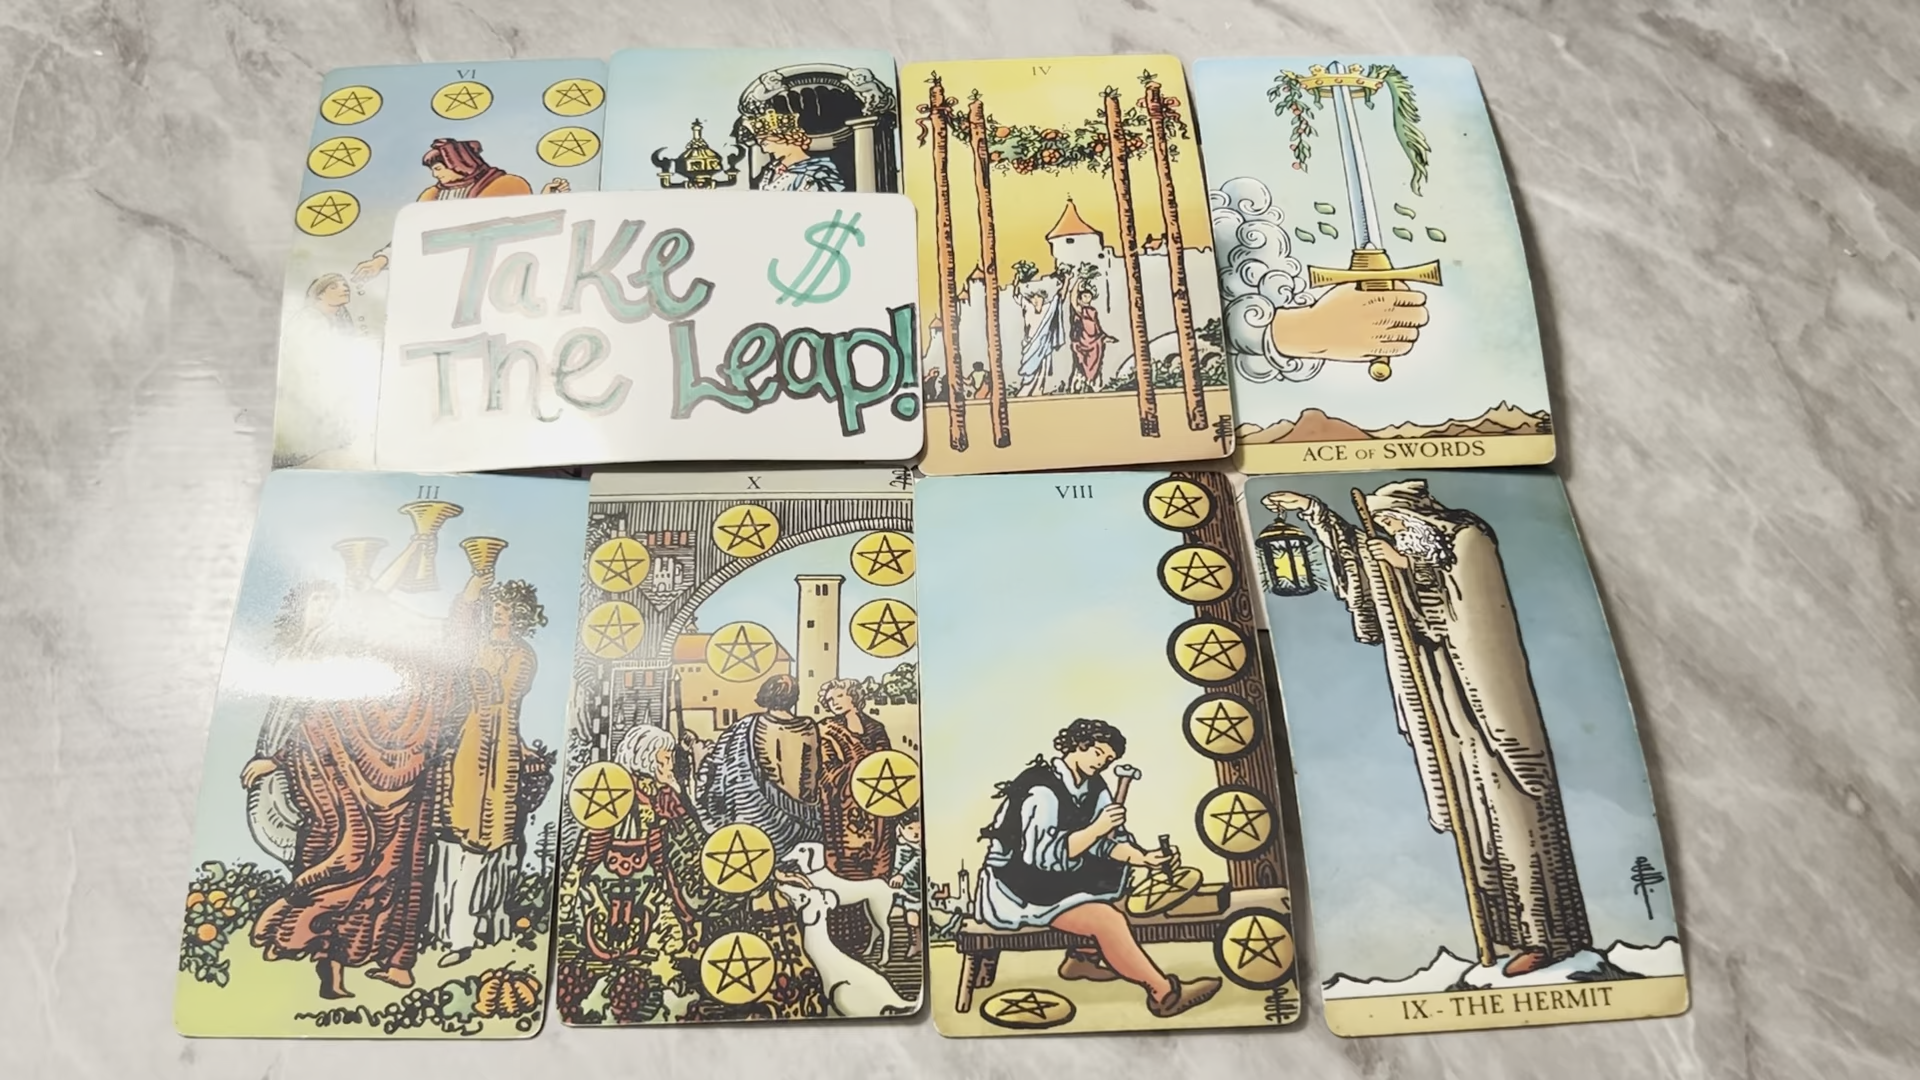 VI
IV
Take $
The Leap!
ACE OF SWORDS
III
X
VIII
IX - THE HERMIT